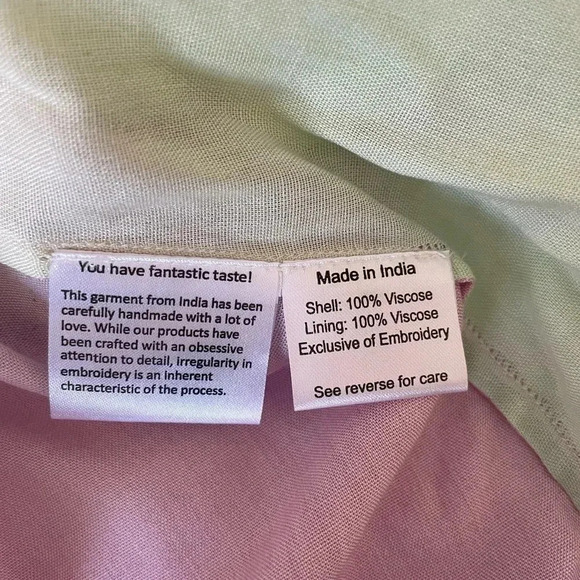 You have fantastic taste!
This garment from India has been
carefully handmade with a lot of
love. While our products have
been crafted with an obsessive
attention to detail, irregularity in
embroidery is an inherent
characteristic of the process.
Made in India
Shell: 100% Viscose
Lining: 100% Viscose
Exclusive of Embroidery
See reverse for care